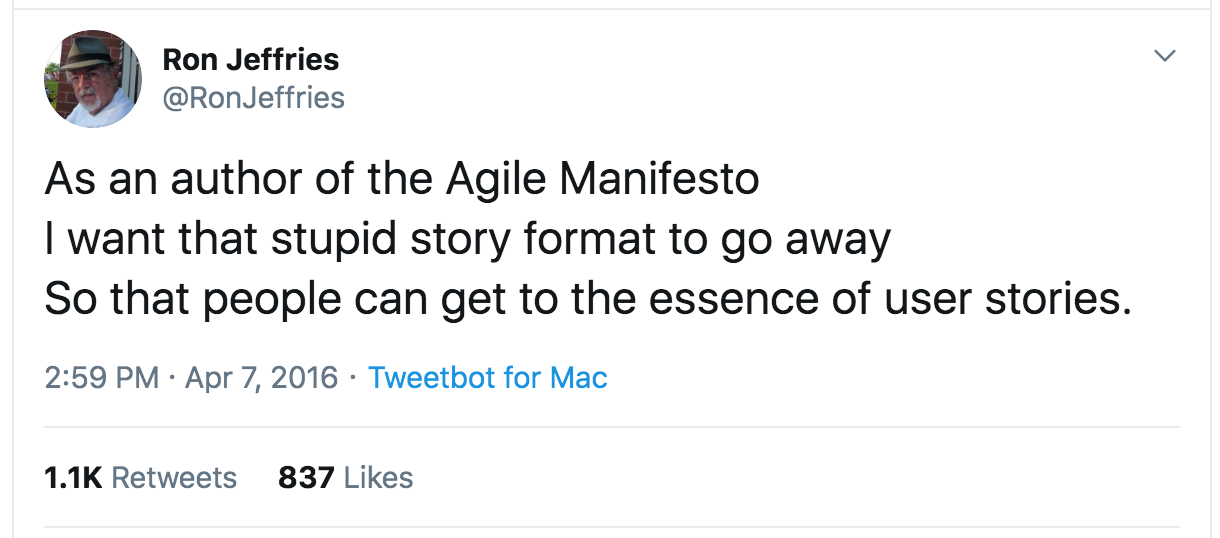 Ron Jeffries
@RonJeffries
As an author of the Agile Manifesto
I want that stupid story format to go away
So that people can get to the essence of user stories.
2:59 PM · Apr 7, 2016 · Tweetbot for Mac
1.1K Retweets 837 Likes